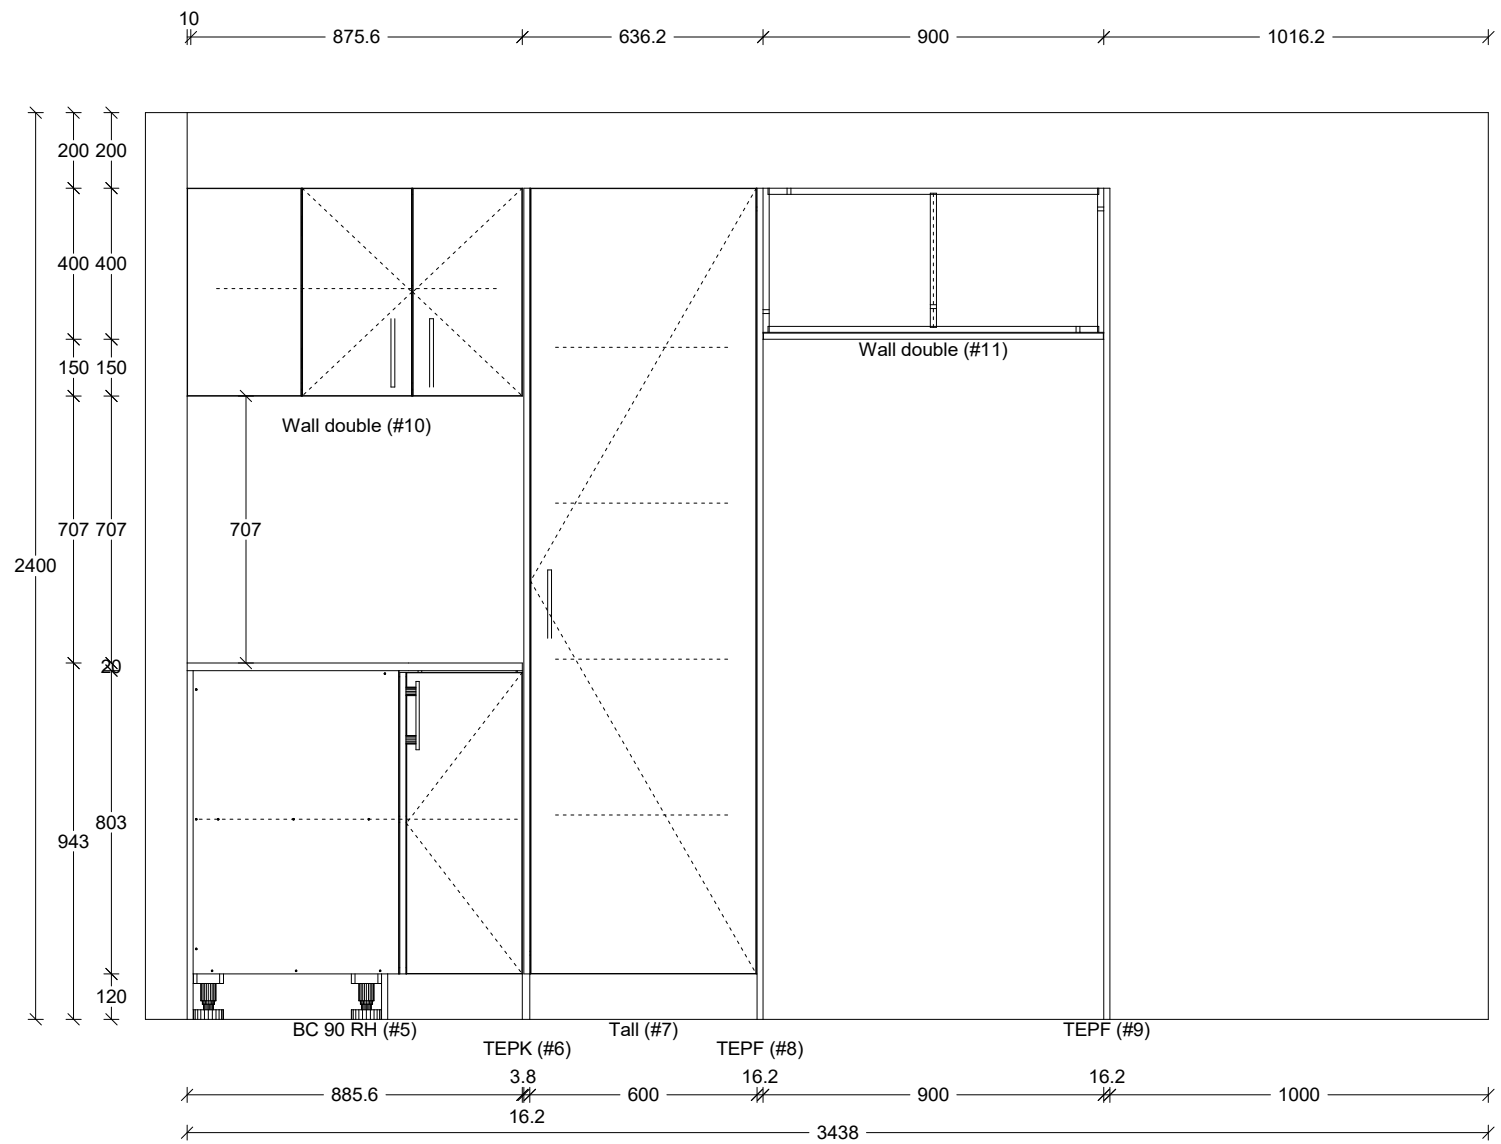 10
875.6 636.2 900 1016.2
200 200
400 400
150 150
Wall double (#11)
Wall double (#10)
707 707 707
2400
20
803
943
120
BC 90 RH (#5) Tall (#7) TEPF (#9)
TEPK (#6) TEPF (#8)
3.8 16.2 16.2
885.6 600 900 1000
16.2
3438